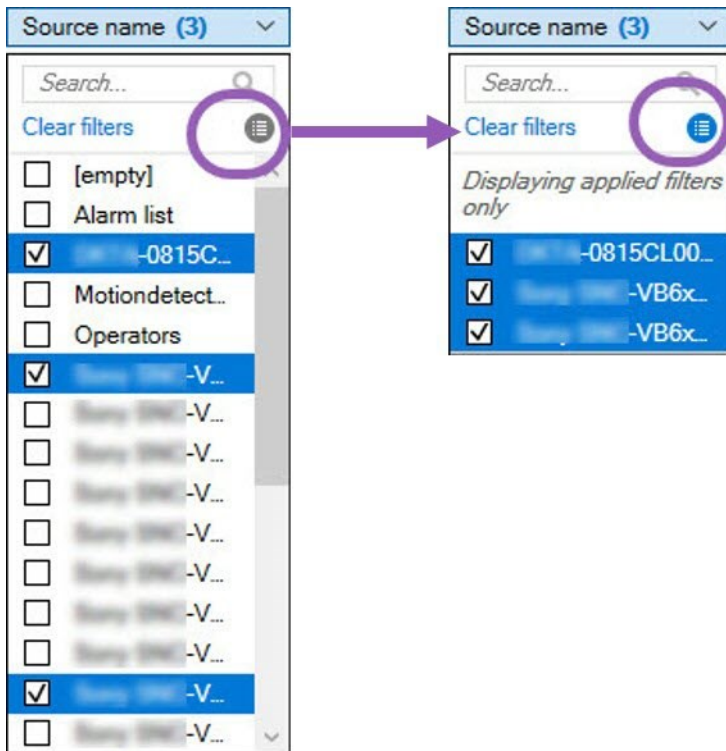 Source name (3)
Search...
Clear filters
[empty]
Alarm list
-0815C...
Motiondetect...
Operators
-V...
-V...
-V...
-V...
-V...
-V...
-V...
-V...
-V...
-V...
Source name (3)
Search...
Clear filters
Displaying applied filters
only
-0815CL00...
-VB6x...
-VB6x...